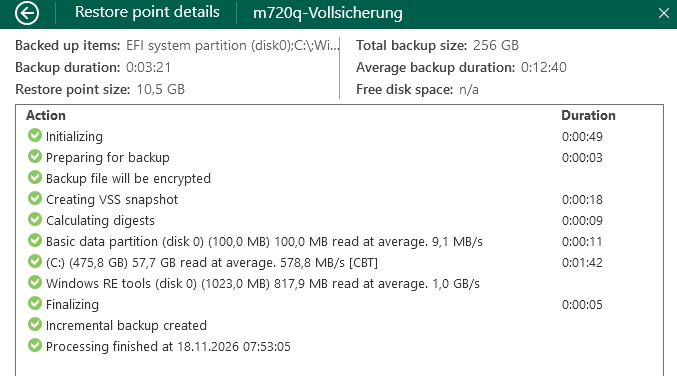 Restore point details m720q-Vollsicherung
Backed up items: EFI system partition (disk0);C:\;Wi... Total backup size: 256 GB
Backup duration: 0:03:21 Average backup duration: 0:12:40
Restore point size: 10,5 GB Free disk space: n/a
Action Duration
Initializing 0:00:49
Preparing for backup 0:00:03
Backup file will be encrypted
Creating VSS snapshot 0:00:18
Calculating digests 0:00:09
Basic data partition (disk 0) (100,0 MB) 100,0 MB read at average. 9,1 MB/s 0:00:11
(C:) (475,8 GB) 57,7 GB read at average. 578,8 MB/s [CBT] 0:01:42
Windows RE tools (disk 0) (1023,0 MB) 817,9 MB read at average. 1,0 GB/s
Finalizing 0:00:05
Incremental backup created
Processing finished at 18.11.2026 07:53:05